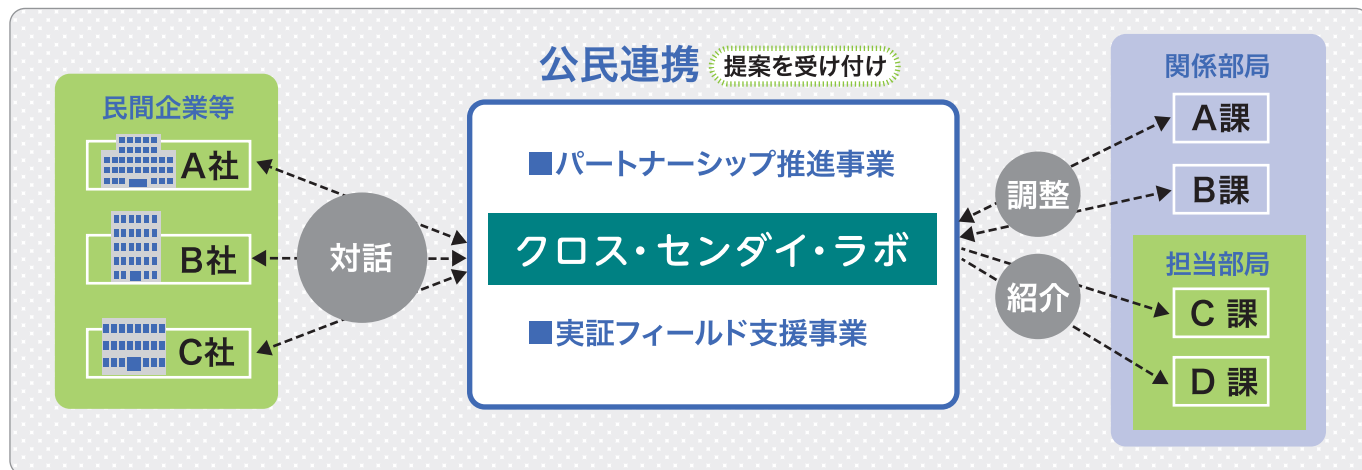 公民連携
提案を受け付け
民間企業等
A社
B社
C社
対話
■パートナーシップ推進事業
クロス・センダイ・ラボ
■実証フィールド支援事業
調整
紹介
関係部局
A課
B課
担当部局
C 課
D 課